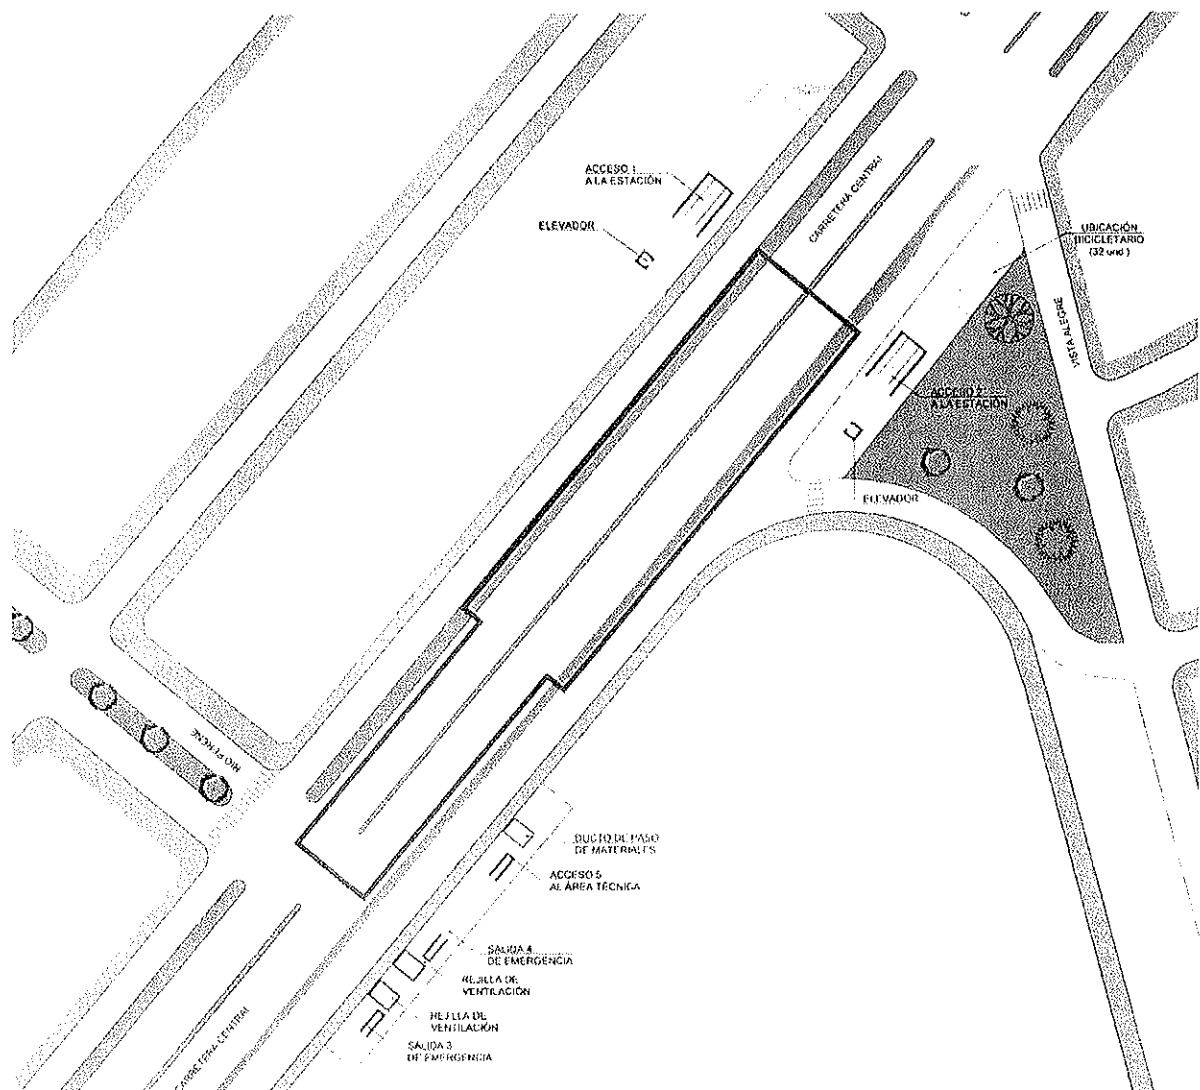 ACCESO 1
A LA ESTACIÓN
ELEVADOR
CARRETERA CENTRAL
UBICACIÓN
BICICLETARIO
(32 und.)
VISTA ALEGRE
ACCESO 2
A LA ESTACIÓN
ELEVADOR
RIO PERENE
DUCTO DE PASO
DE MATERIALES
ACCESO 5
AL ÁREA TÉCNICA
SALIDA 4
DE EMERGENCIA
REJILLA DE
VENTILACIÓN
REJILLA DE
VENTILACIÓN
SALIDA 3
DE EMERGENCIA
CARRETERA CENTRAL